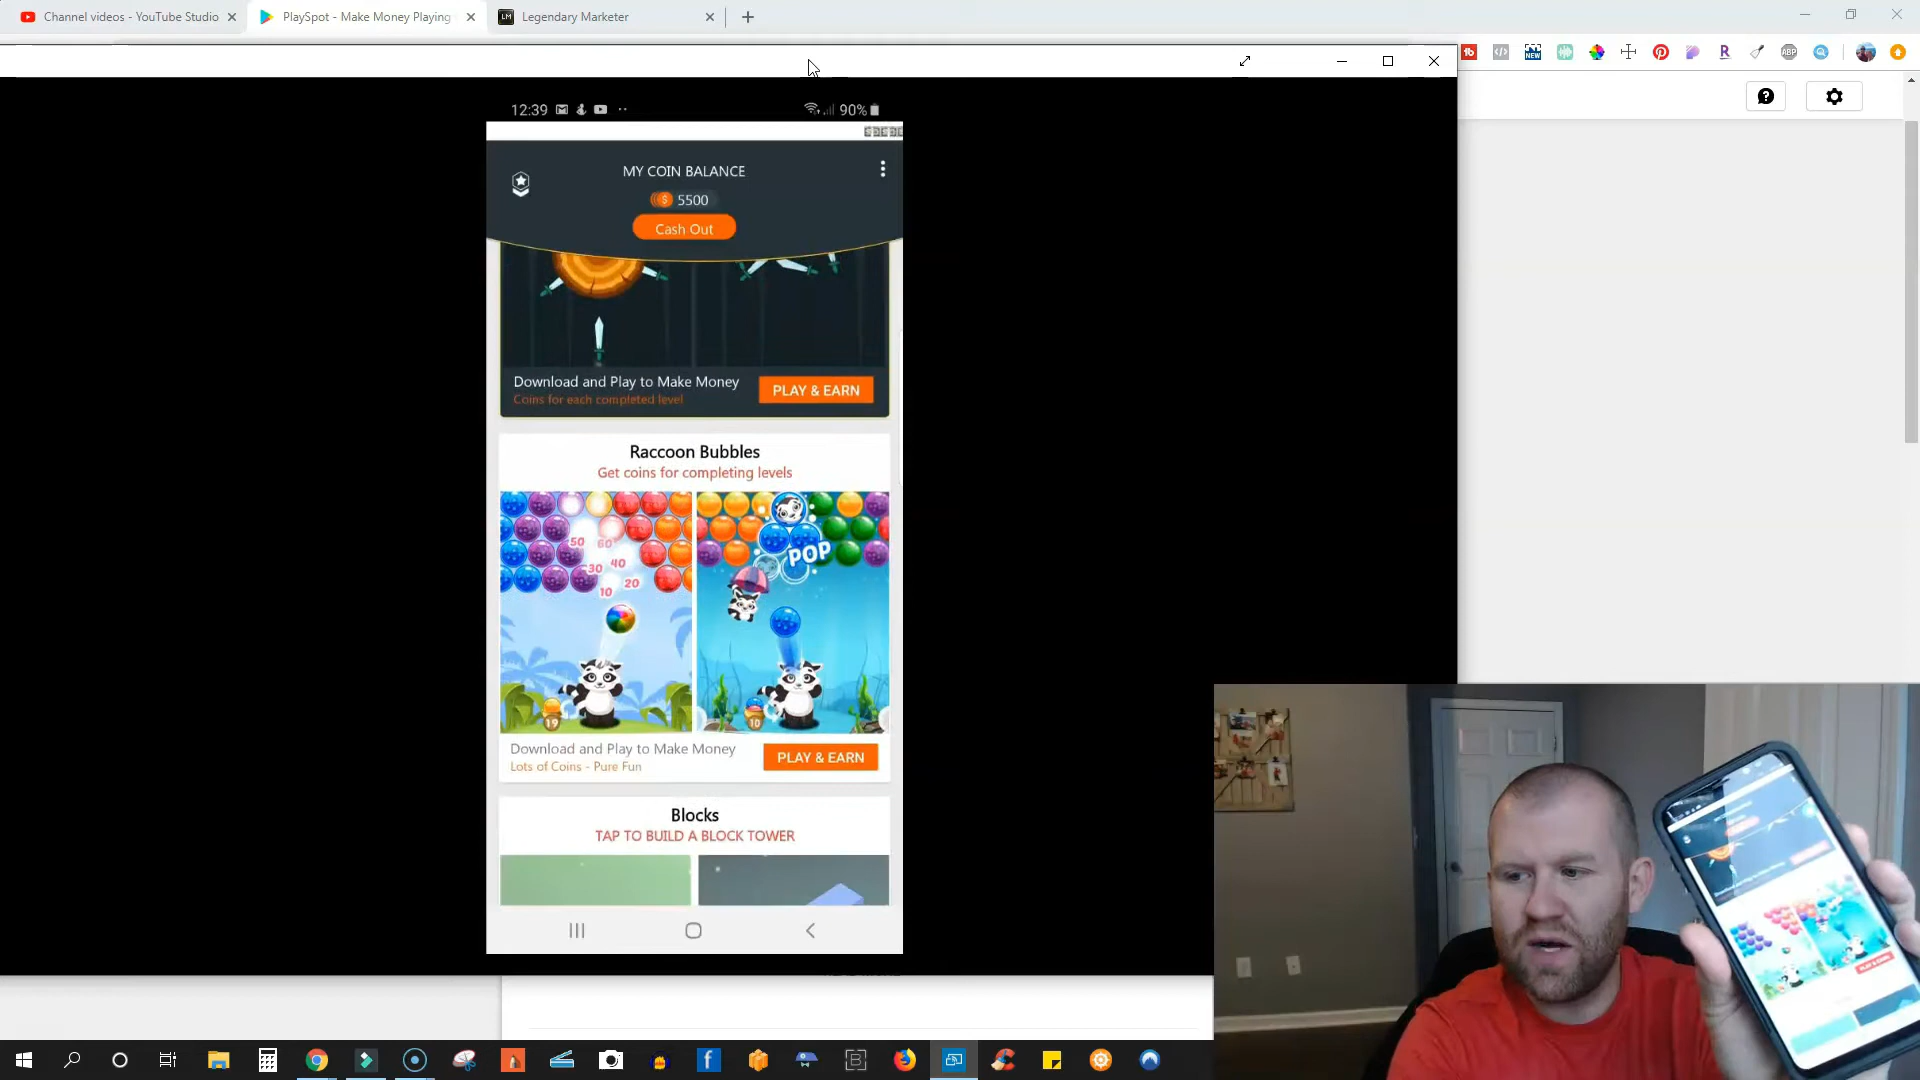 Channel videos - YouTube Studio
PlaySpot - Make Money Playing
Legendary Marketer
12:39
90%
MY COIN BALANCE
5500
Cash Out
Download and Play to Make Money
Coins for each completed level
PLAY & EARN
Raccoon Bubbles
Get coins for completing levels
50 60
30 40
10 20
POP
19
10
Download and Play to Make Money
Lots of Coins - Pure Fun
PLAY & EARN
Blocks
TAP TO BUILD A BLOCK TOWER